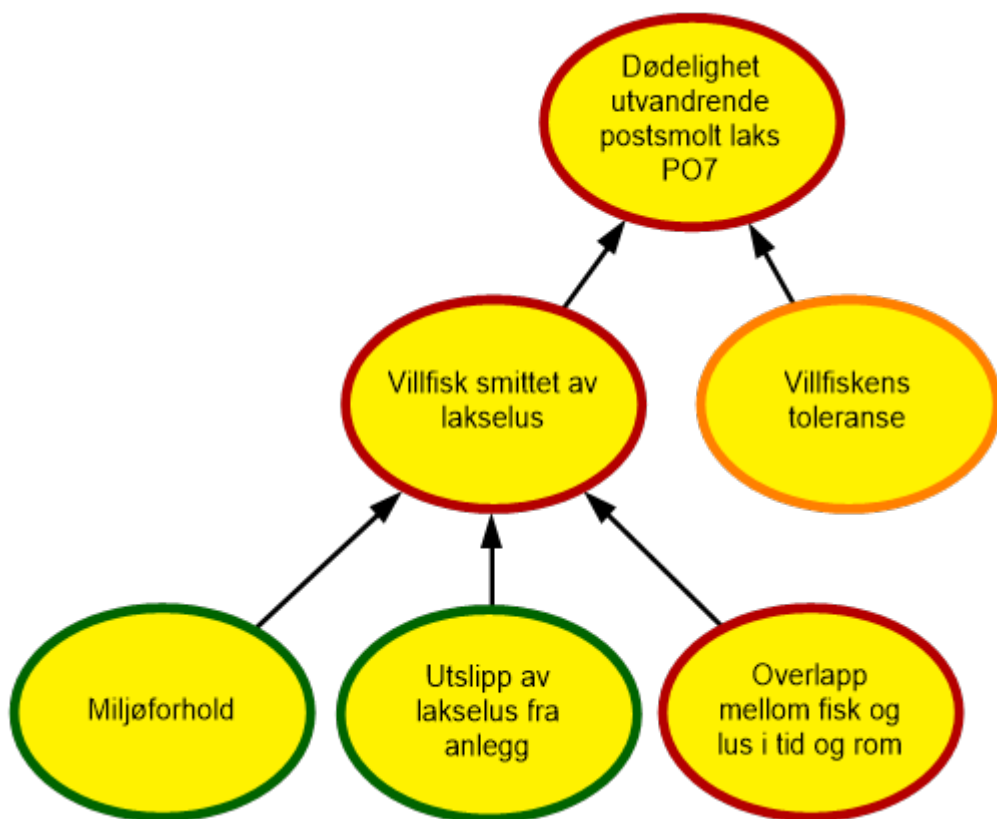 Dødelighet
utvandrende
postsmolt laks
PO7
Villfisk smittet av
lakselus
Villfiskens
toleranse
Miljøforhold
Utslipp av
lakselus fra
anlegg
Overlapp
mellom fisk og
lus i tid og rom